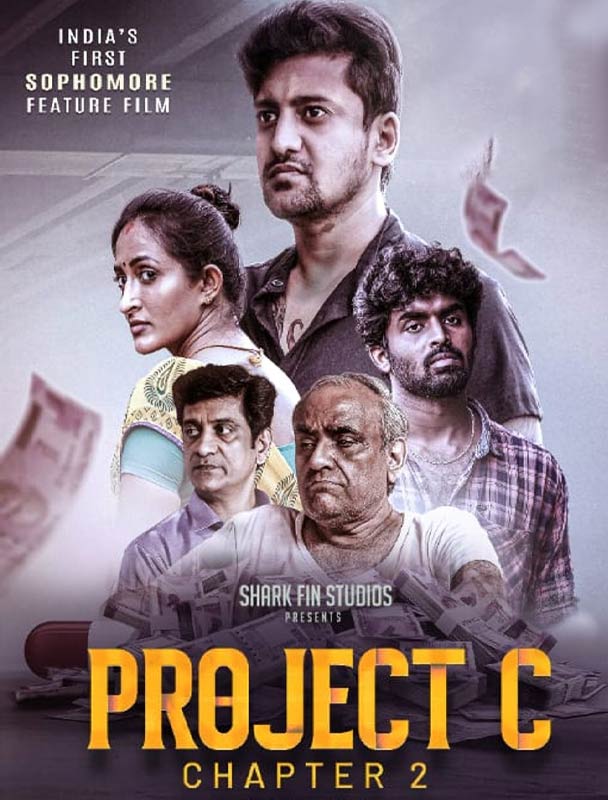 INDIA'S
FIRST
SOPHOMORE
FEATURE FILM
SHARK FIN STUDIOS
PRESENTS
PROJECT C
CHAPTER 2